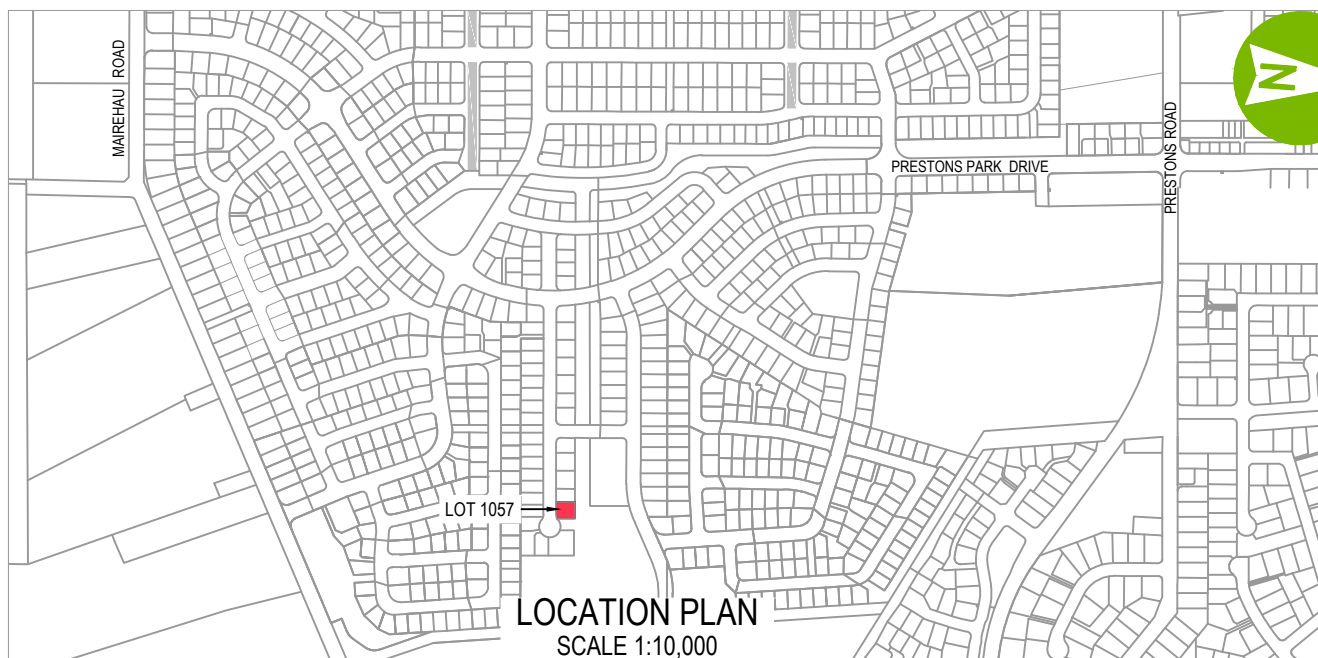 MAIREHAU ROAD
N
PRESTONS ROAD
PRESTONS PARK DRIVE
LOT 1057
LOCATION PLAN
SCALE 1:10,000